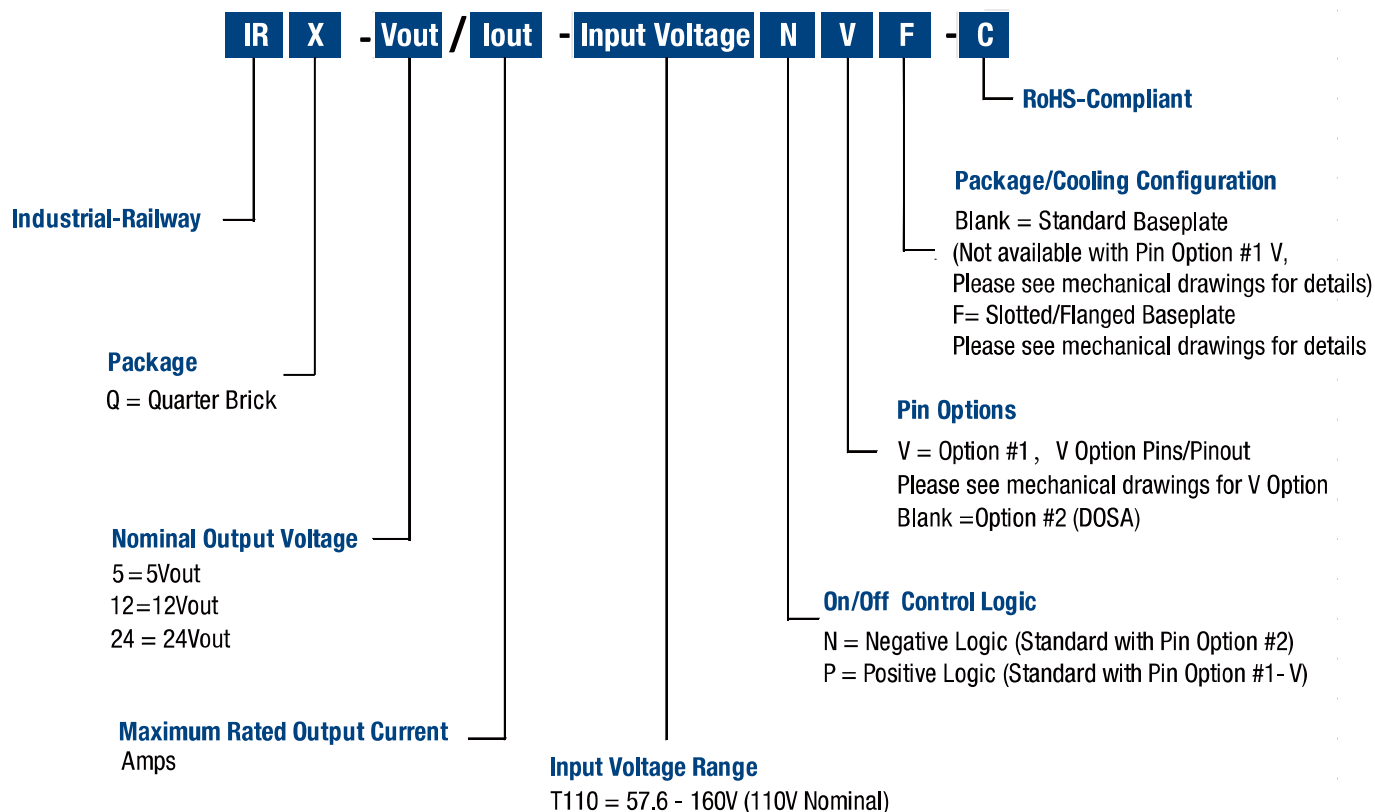 IR X - Vout / Iout - Input Voltage N V F - C
RoHS-Compliant
Package/Cooling Configuration
Blank = Standard Baseplate
(Not available with Pin Option #1 V,
Please see mechanical drawings for details)
F= Slotted/Flanged Baseplate
Please see mechanical drawings for details
Industrial-Railway
Package
Q = Quarter Brick
Pin Options
V = Option #1, V Option Pins/Pinout
Please see mechanical drawings for V Option
Blank =Option #2 (DOSA)
Nominal Output Voltage
5=5Vout
12=12Vout
24 = 24Vout
On/Off Control Logic
N = Negative Logic (Standard with Pin Option #2)
P = Positive Logic (Standard with Pin Option #1- V)
Maximum Rated Output Current
Amps
Input Voltage Range
T110 = 57.6 - 160V (110V Nominal)